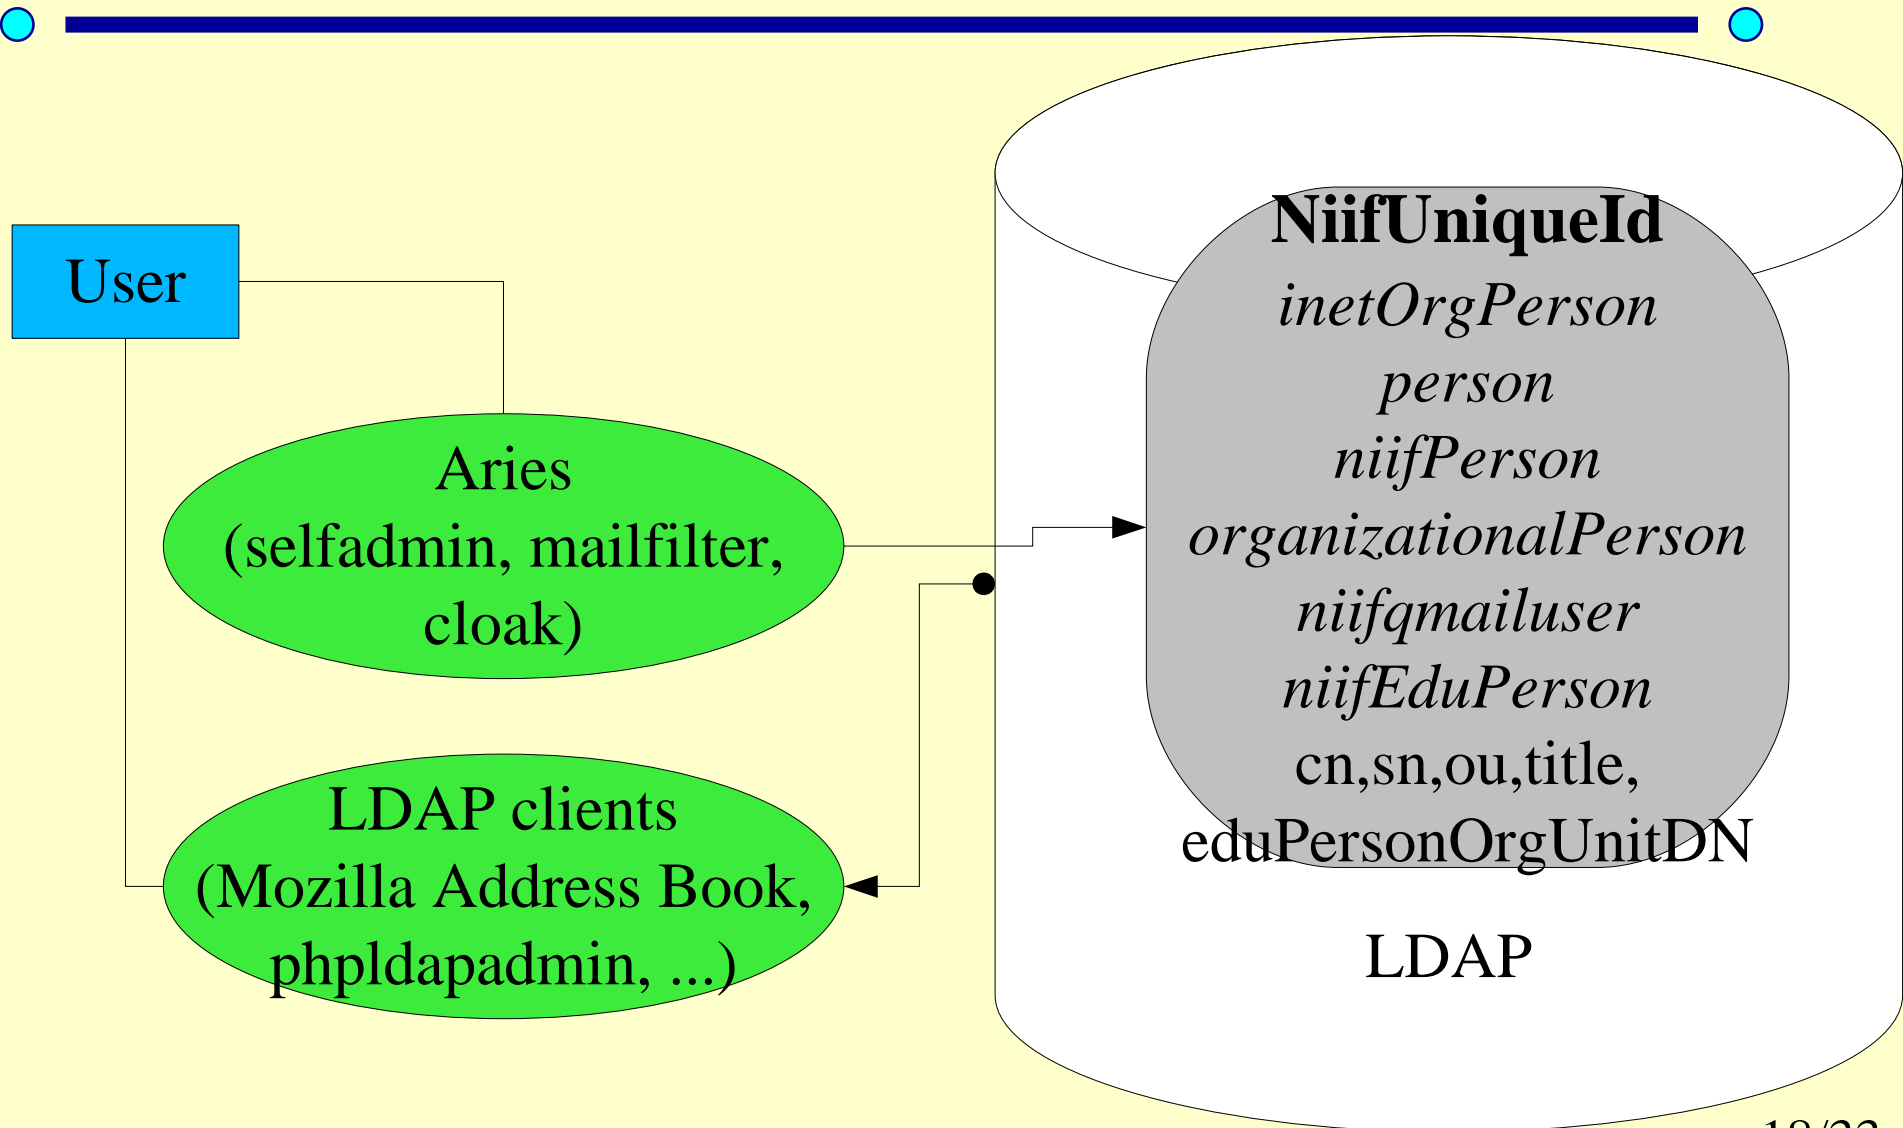 User
Aries
(selfadmin, mailfilter,
cloak)
LDAP clients
(Mozilla Address Book,
phpldapadmin, ...)
NiifUniqueId
inetOrgPerson
person
niifPerson
organizationalPerson
niifqmailuser
niifEduPerson
cn,sn,ou,title,
eduPersonOrgUnitDN
LDAP